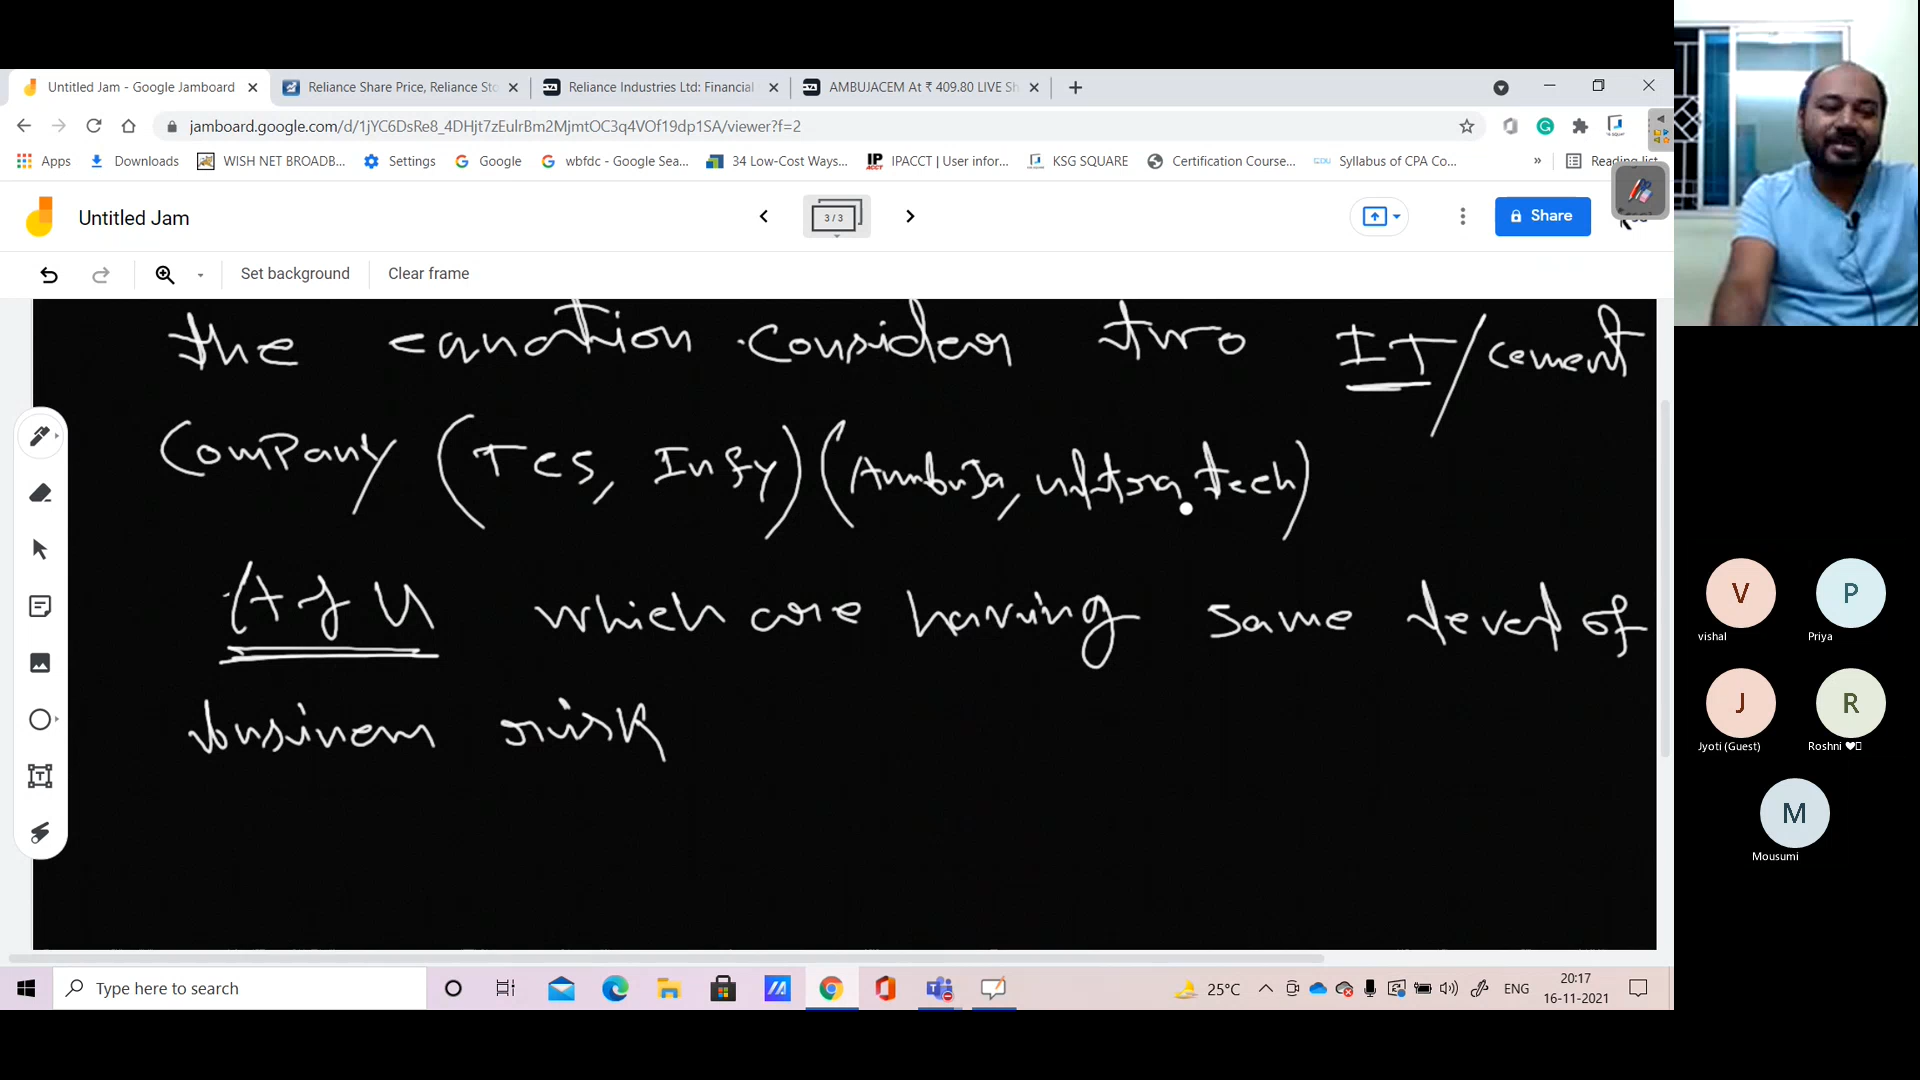 Untitled Jam - Google Jamboard
Reliance Share Price, Reliance Sto
Reliance Industries Ltd: Financial
AMBUJACEM At ₹ 409.80 LIVE Sh
jamboard.google.com/d/1jYC6DsRe8_4DHjt7zEulrBm2MjmtOC3q4VOf19dp1SA/viewer?f=2
Apps Downloads WISH NET BROADB... Settings Google wbfdc - Google Sea... 34 Low-Cost Ways... IPACCT | User infor... KSG SQUARE Certification Course... Syllabus of CPA Co... » Reading list
Untitled Jam
3 / 3
Share
Set background Clear frame
the equation. Consider two IT/cement
Company (TCS, Infy) (Ambuja, ultra tech)
A & U which are having same level of
business risk
vishal
Priya
Jyoti (Guest)
Roshni ❤
Mousumi
V
P
J
R
M
Type here to search
25°C
ENG
20:17
16-11-2021